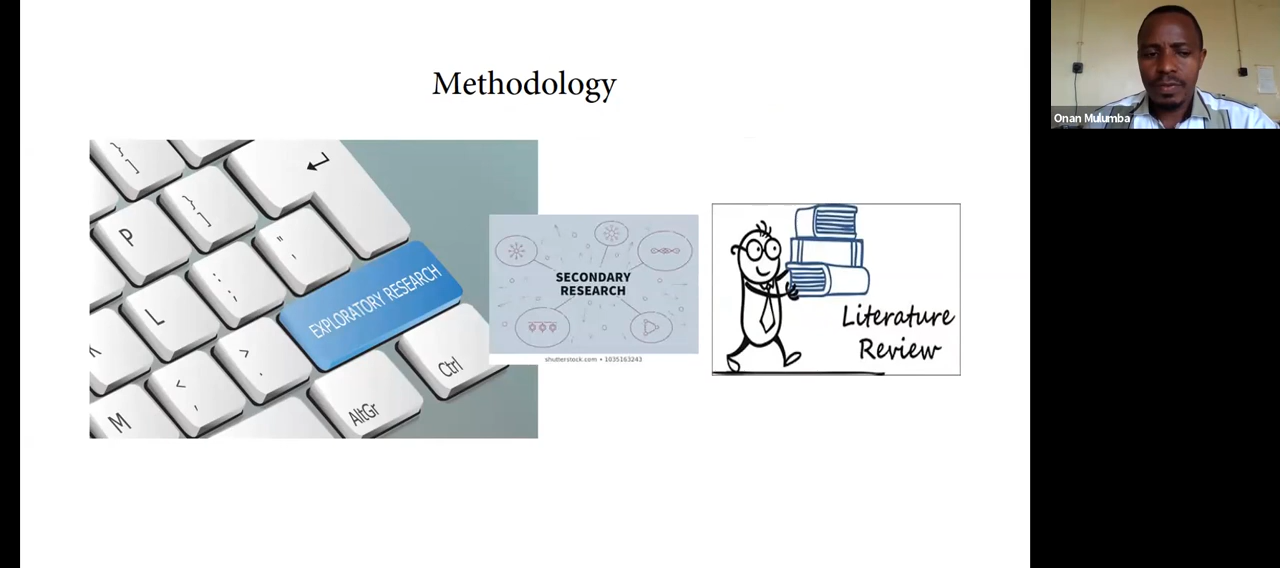 Methodology
}
]
}
]
P
"
'
:
;
L
EXPLORATORY RESEARCH
>
.
<
,
M
AltGr
Ctrl
SECONDARY
RESEARCH
shutterstock.com • 1035163243
Literature
Review
Onan Mulumba